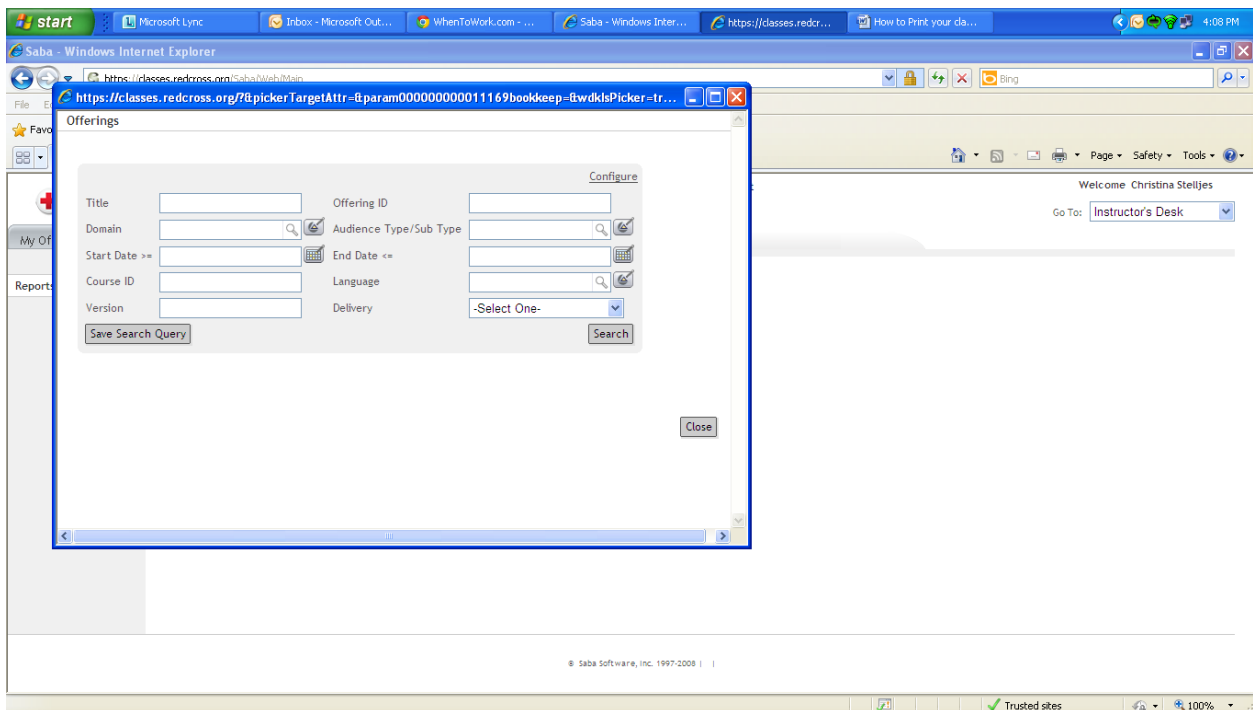 start Microsoft Lync Inbox - Microsoft Out... WhenToWork.com - ... Saba - Windows Inter... https://classes.redcr... How to Print your cla... 4:08 PM
Saba - Windows Internet Explorer
https://classes.redcross.org/Saba/Web/Main Bing
File
https://classes.redcross.org/?&pickerTargetAttr=&param000000000011169bookkeep=&wdkIsPicker=tr...
Favo
Offerings
Page Safety Tools
Configure
Welcome Christina Stelljes
Title Offering ID
Go To: Instructor's Desk
Domain Audience Type/Sub Type
My Of
Start Date >= End Date <=
Course ID Language
Reports
Version Delivery -Select One-
Save Search Query Search
Close
© Saba Software, Inc. 1997-2008 | |
Trusted sites 100%